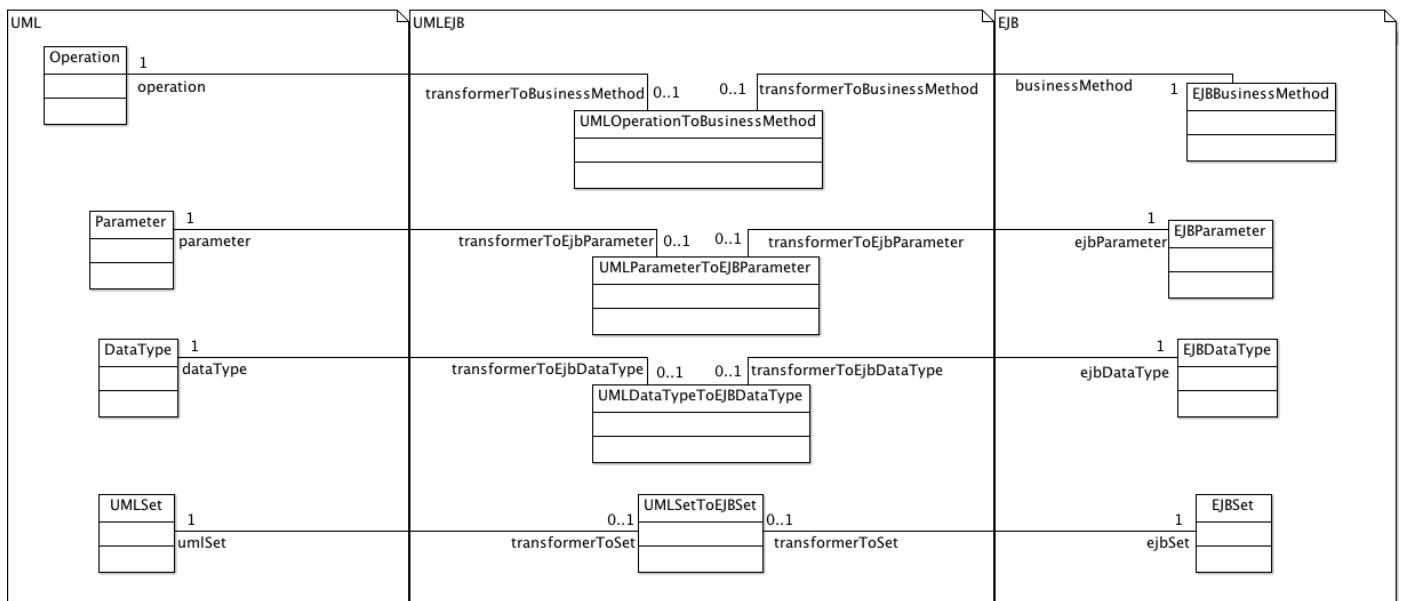 UML
UMLEJB
EJB
Operation
1
operation
transformerToBusinessMethod
0..1
0..1
transformerToBusinessMethod
businessMethod
1
EJBBusinessMethod
UMLOperationToBusinessMethod
Parameter
1
parameter
transformerToEjbParameter
0..1
0..1
transformerToEjbParameter
1
ejbParameter
EJBParameter
UMLParameterToEJBParameter
DataType
1
dataType
transformerToEjbDataType
0..1
0..1
transformerToEjbDataType
1
ejbDataType
EJBDataType
UMLDataTypeToEJBDataType
UMLSet
1
umlSet
0..1
transformerToSet
UMLSetToEJBSet
0..1
transformerToSet
1
ejbSet
EJBSet